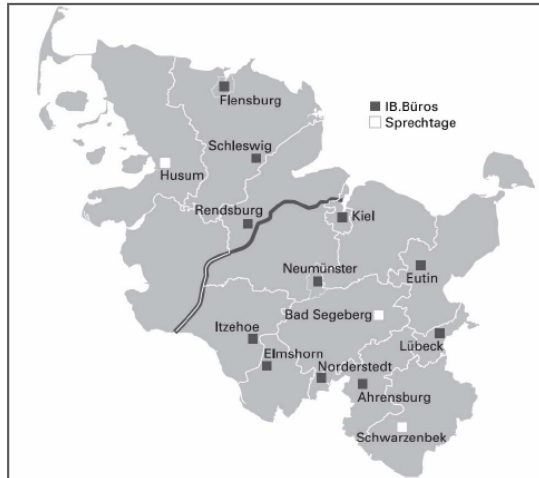 Flensburg
IB.Büros
Sprechtage
Schleswig
Husum
Rendsburg
Kiel
Neumünster
Eutin
Bad Segeberg
Itzehoe
Lübeck
Elmshorn
Norderstedt
Ahrensburg
Schwarzenbek